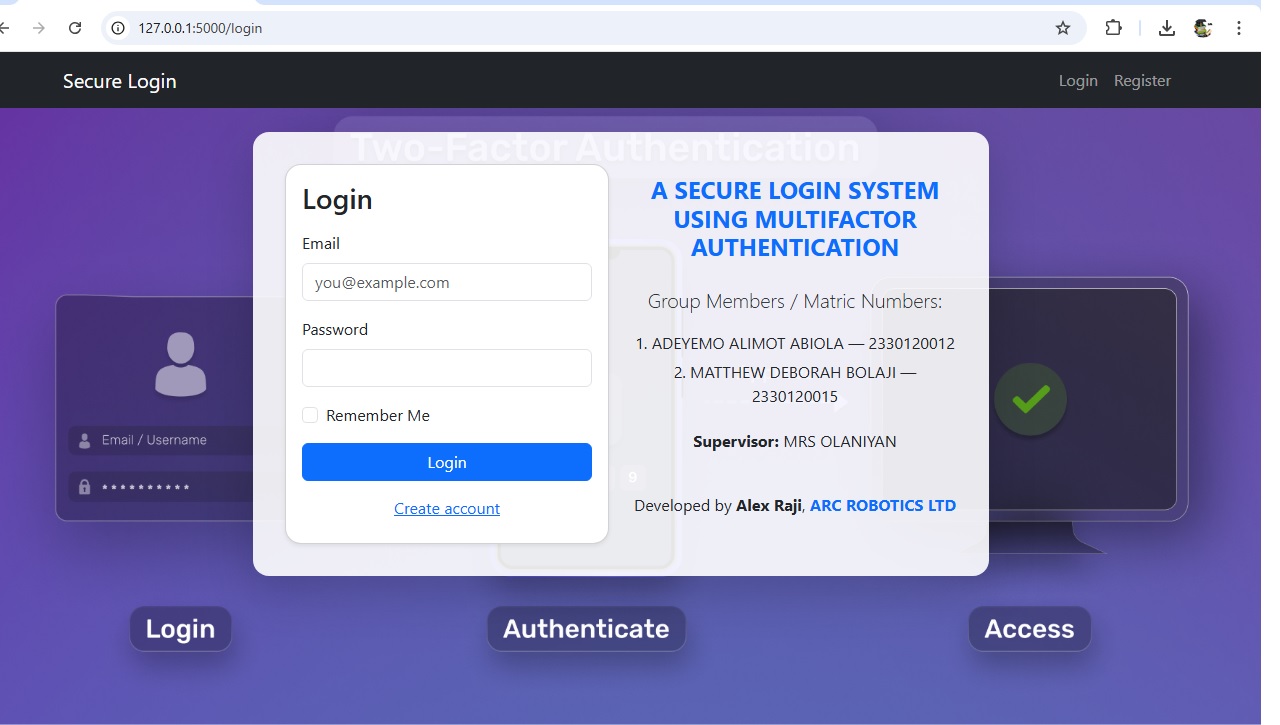 127.0.0.1:5000/login
Secure Login
Login
Register
Two-Factor Authentication
Login
Email
you@example.com
Password
Remember Me
Login
Create account
A SECURE LOGIN SYSTEM
USING MULTIFACTOR
AUTHENTICATION
Group Members / Matric Numbers:
1. ADEYEMO ALIMOT ABIOLA — 2330120012
2. MATTHEW DEBORAH BOLAJI —
2330120015
Supervisor: MRS OLANIYAN
Developed by Alex Raji, ARC ROBOTICS LTD
Email / Username
* * * * * * * * * *
9
Login
Authenticate
Access